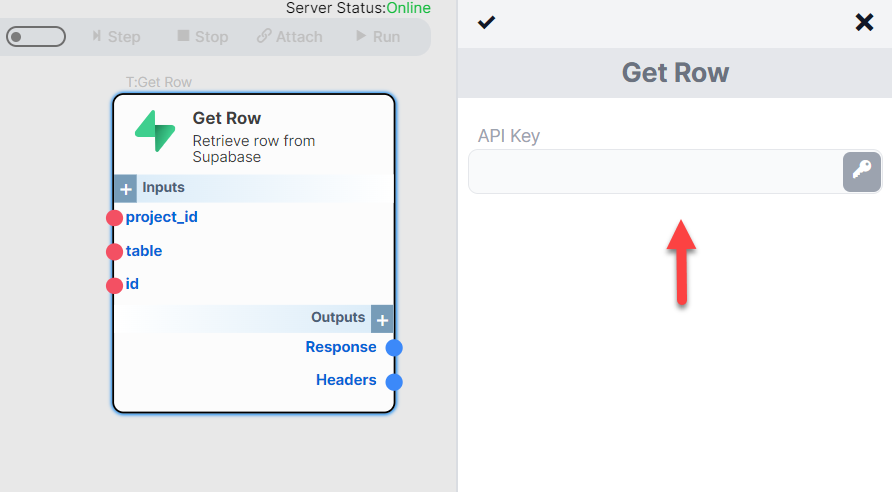 Server Status:Online
Step Stop Attach Run
T:Get Row
Get Row
Retrieve row from
Supabase
Inputs
project_id
table
id
Outputs
Response
Headers
Get Row
API Key